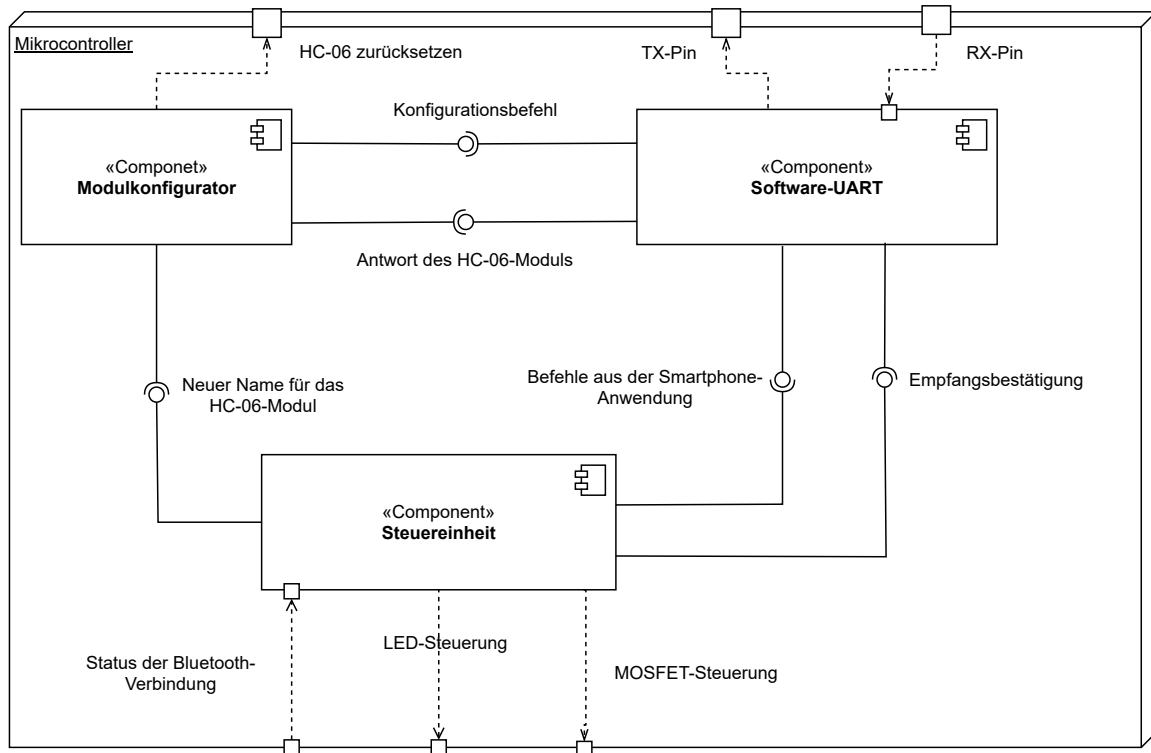 Mikrocontroller
HC-06 zurücksetzen
TX-Pin
RX-Pin
Konfigurationsbefehl
«Componet»
Modulkonfigurator
«Component»
Software-UART
Antwort des HC-06-Moduls
Neuer Name für das
HC-06-Modul
Befehle aus der Smartphone-
Anwendung
Empfangsbestätigung
«Component»
Steuereinheit
Status der Bluetooth-
Verbindung
LED-Steuerung
MOSFET-Steuerung